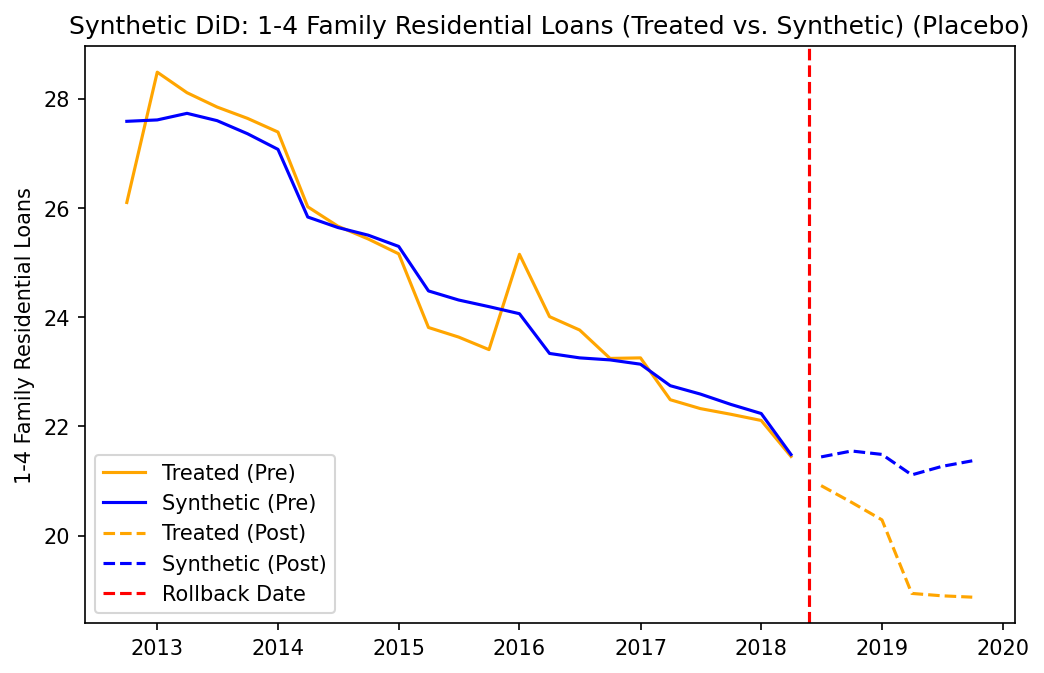 Synthetic DiD: 1-4 Family Residential Loans (Treated vs. Synthetic) (Placebo)
1-4 Family Residential Loans
28
26
24
22
20
Treated (Pre)
Synthetic (Pre)
Treated (Post)
Synthetic (Post)
Rollback Date
2013 2014 2015 2016 2017 2018 2019 2020